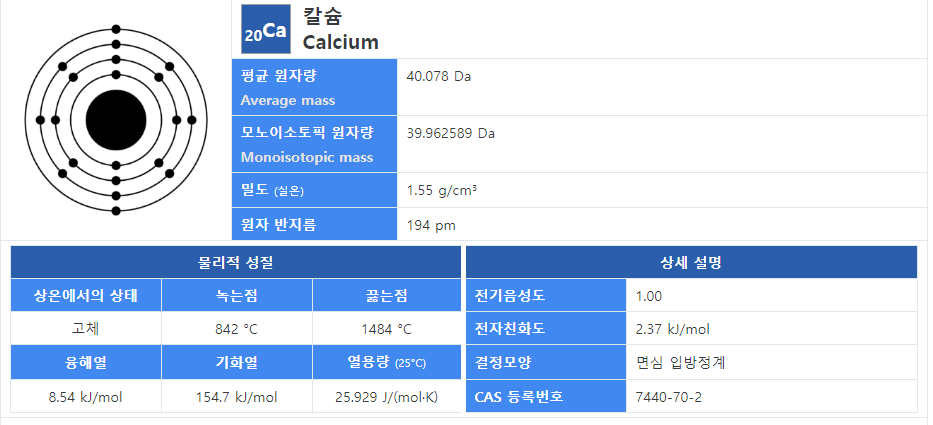 20Ca
칼슘
Calcium
평균 원자량
Average mass
40.078 Da
모노이소토픽 원자량
Monoisotopic mass
39.962589 Da
밀도 (실온)
1.55 g/cm³
원자 반지름
194 pm
물리적 성질
상온에서의 상태 녹는점 끓는점
고체 842 °C 1484 °C
융해열 기화열 열용량 (25°C)
8.54 kJ/mol 154.7 kJ/mol 25.929 J/(mol·K)
상세 설명
전기음성도 1.00
전자친화도 2.37 kJ/mol
결정모양 면심 입방정계
CAS 등록번호 7440-70-2